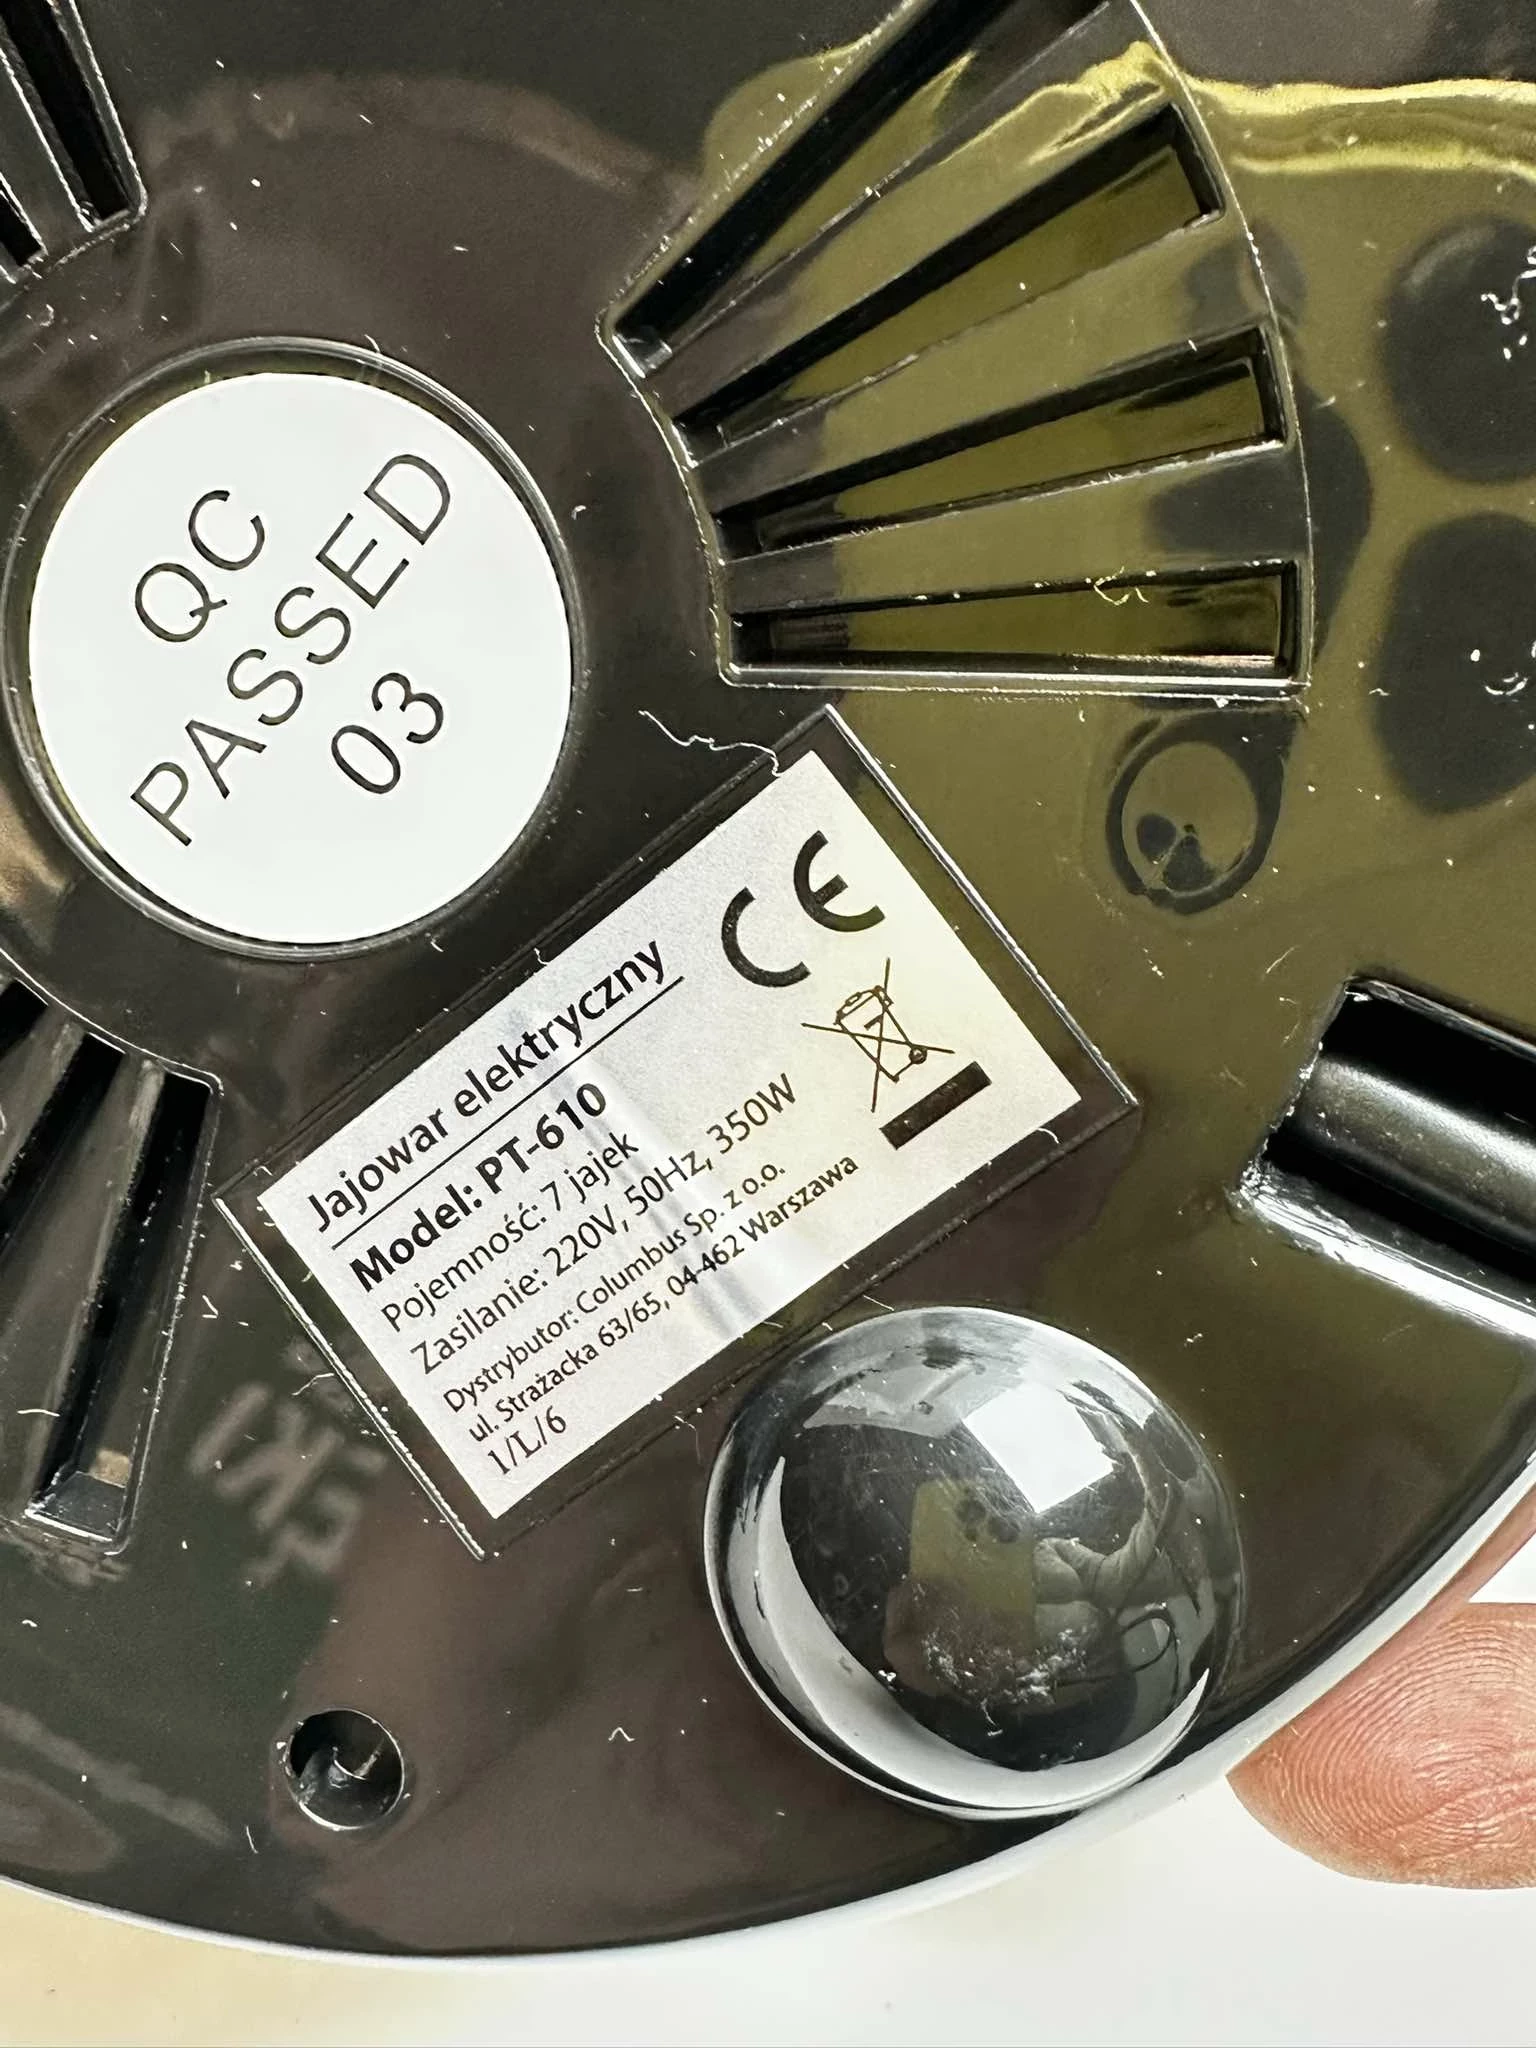 QC
PASSED
03
Jajowar elektryczny
Model: PT-610
Pojemność: 7 jajek
Zasilanie: 220V, 50Hz, 350W
Dystrybutor: Columbus Sp. z o.o.
ul. Strażacka 63/65, 04-462 Warszawa
1/L/6
CE